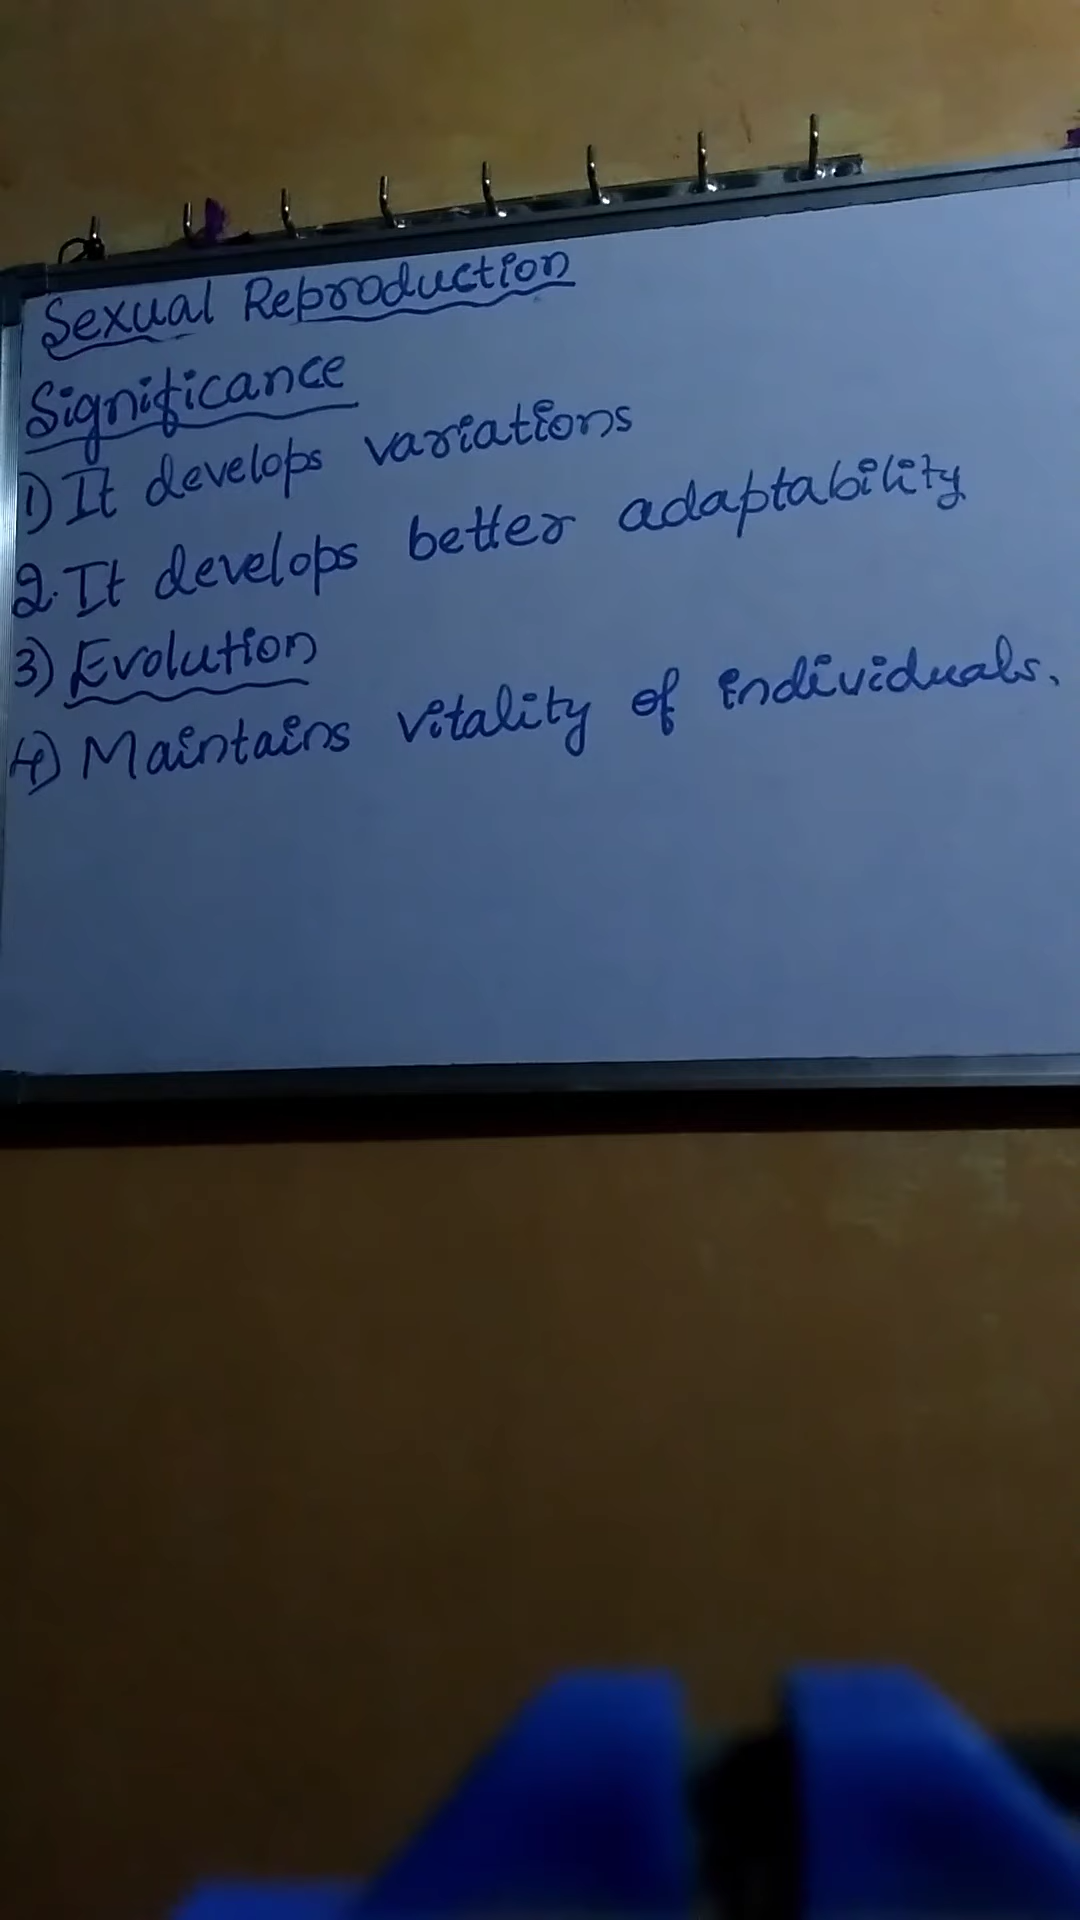 Sexual Reproduction
Significance
1) It develops variations
2. It develops better adaptability
3) Evolution
4) Maintains vitality of individuals.